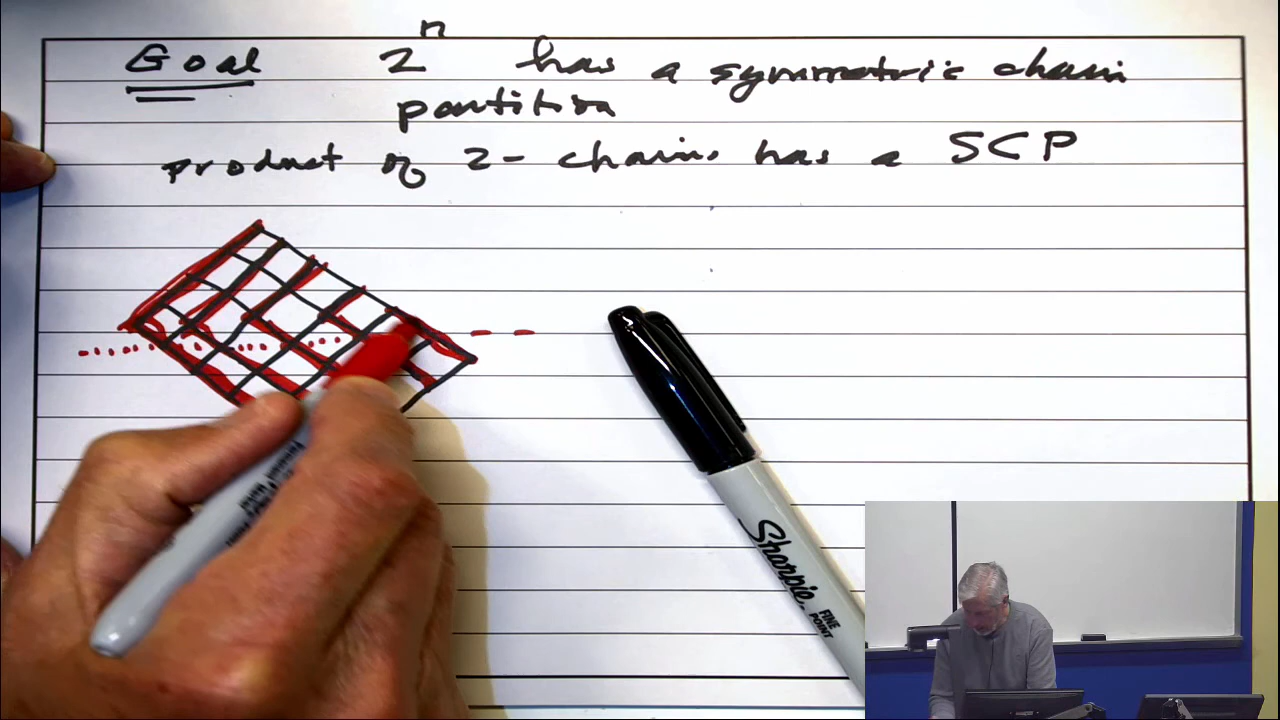 Goal 2^n has a symmetric chain
partition
product of 2-chains has a SCP
Sharpie.
FINE
POINT